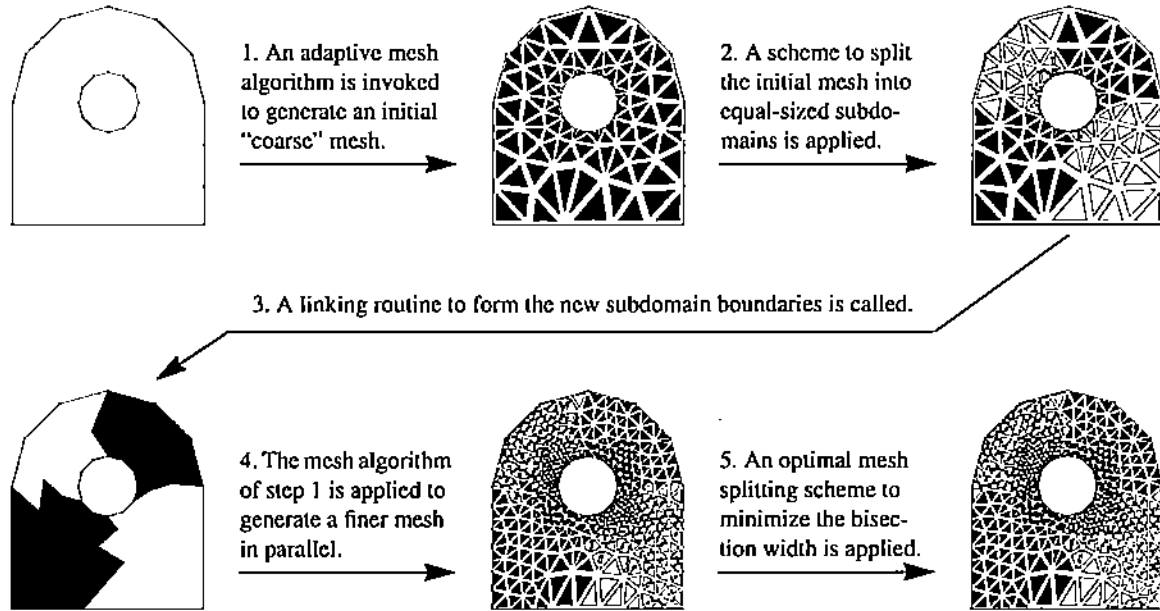 1. An adaptive mesh
algorithm is invoked
to generate an initial
“coarse” mesh.
2. A scheme to split
the initial mesh into
equal-sized subdo-
mains is applied.
3. A linking routine to form the new subdomain boundaries is called.
4. The mesh algorithm
of step 1 is applied to
generate a finer mesh
in parallel.
5. An optimal mesh
splitting scheme to
minimize the bisec-
tion width is applied.